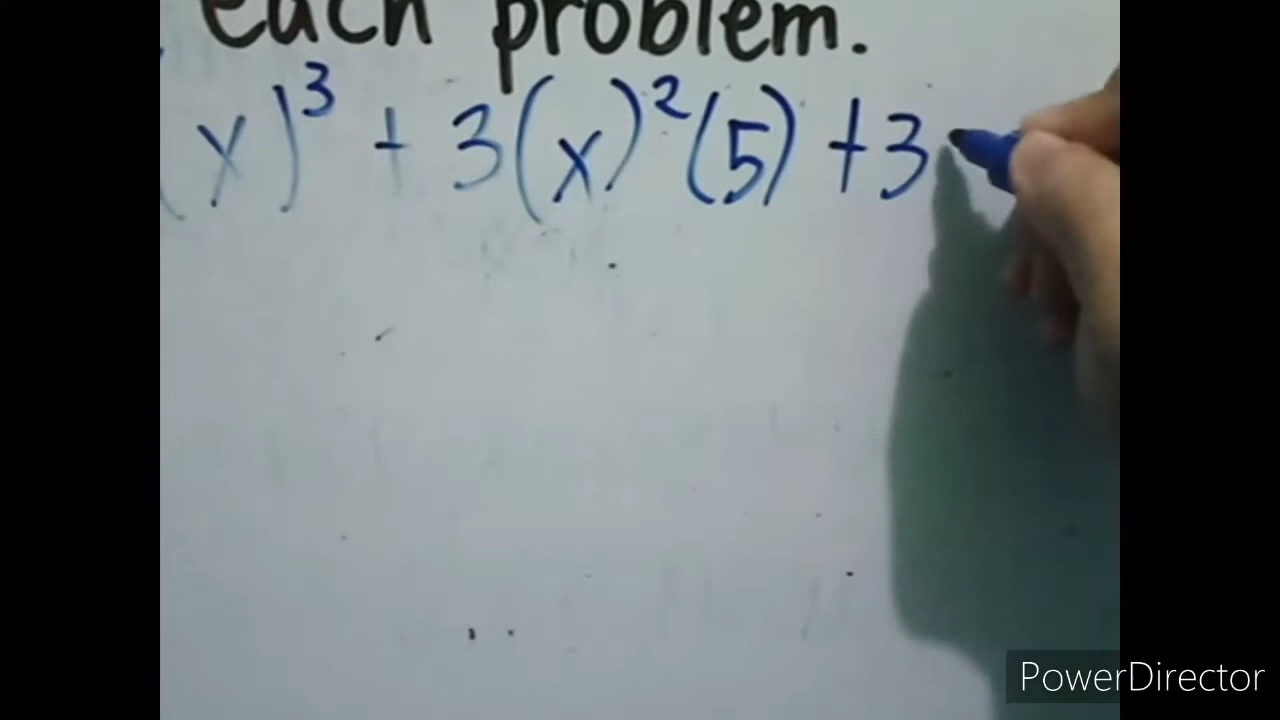 each problem.
(x)³ + 3(x)²(5) +3
PowerDirector